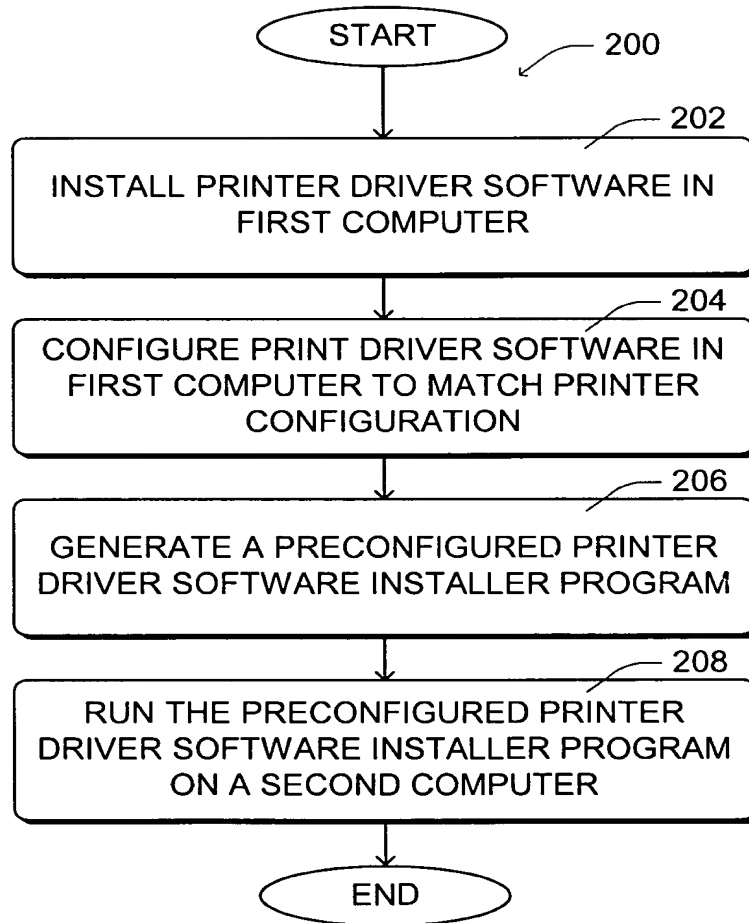 START
200
202
INSTALL PRINTER DRIVER SOFTWARE IN
FIRST COMPUTER
204
CONFIGURE PRINT DRIVER SOFTWARE IN
FIRST COMPUTER TO MATCH PRINTER
CONFIGURATION
206
GENERATE A PRECONFIGURED PRINTER
DRIVER SOFTWARE INSTALLER PROGRAM
208
RUN THE PRECONFIGURED PRINTER
DRIVER SOFTWARE INSTALLER PROGRAM
ON A SECOND COMPUTER
END